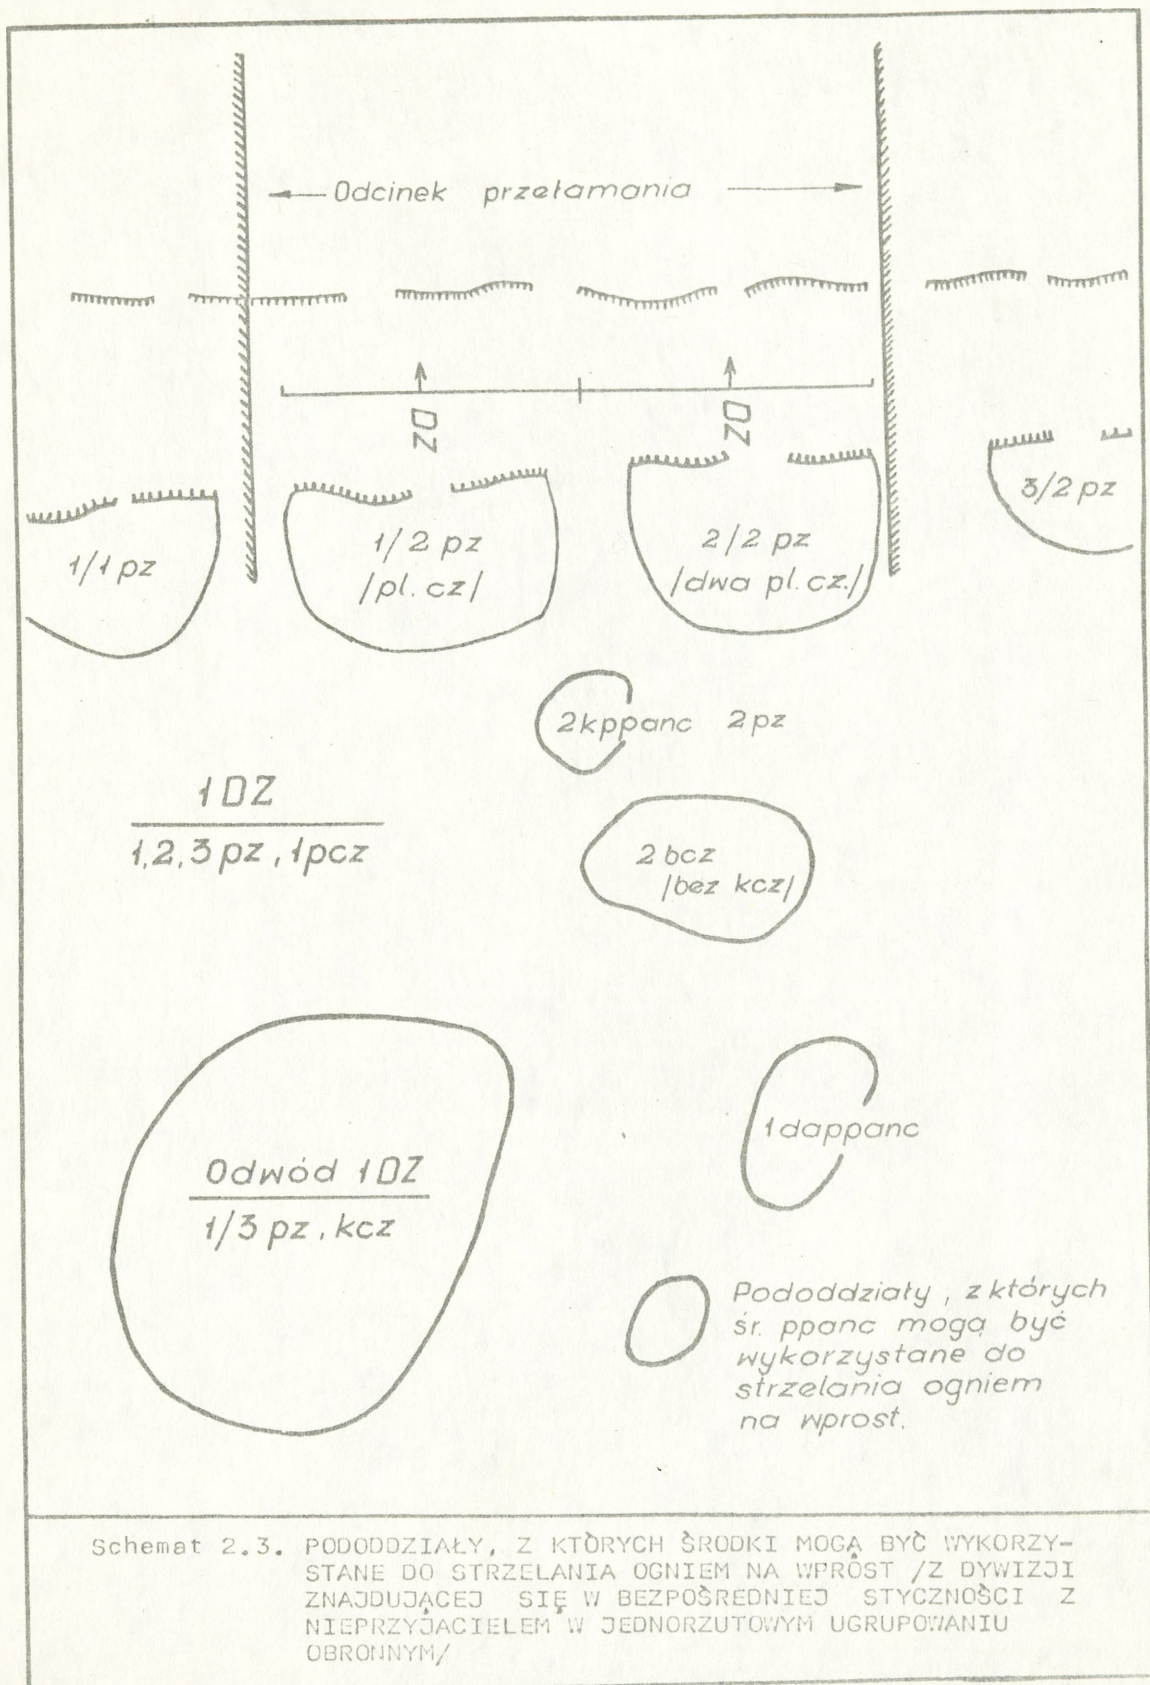 Odcinek przełamania
ZO
ZO
1/1 pz
1/2 pz
/pl. cz/
2/2 pz
/dwa pl. cz./
3/2 pz
2kppanc 2pz
1DZ
1,2,3 pz, 1pcz
2 bcz
/bez kcz/
Odwód 1DZ
1/3 pz, kcz
1dappanc
Pododdziały, z których
śr. ppanc mogą być
wykorzystane do
strzelania ogniem
na wprost.
Schemat 2.3. PODODDZIAŁY, Z KTÓRYCH ŚRODKI MOGĄ BYĆ WYKORZY-
STANE DO STRZELANIA OGNIEM NA WPROST /Z DYWIZJI
ZNAJDUJĄCEJ SIĘ W BEZPOŚREDNIEJ STYCZNOŚCI Z
NIEPRZYJACIELEM W JEDNORZUTOWYM UGRUPOWANIU
OBRONNYM/